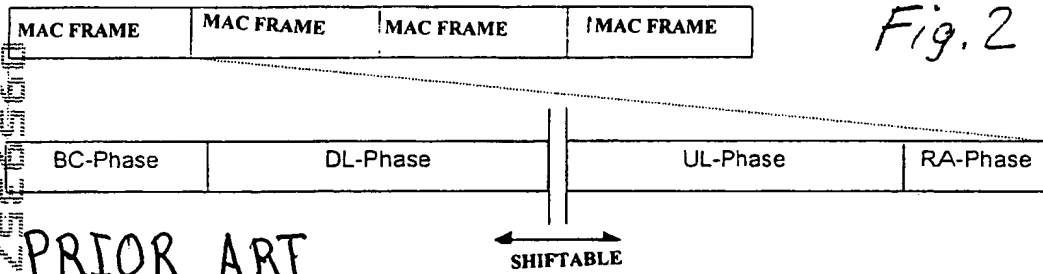 MAC FRAME MAC FRAME MAC FRAME MAC FRAME
Fig. 2
BC-Phase DL-Phase UL-Phase RA-Phase
PRIOR ART
SHIFTABLE